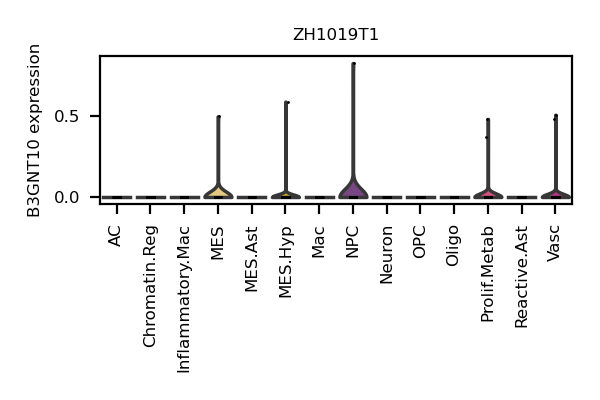 ZH1019T1
B3GNT10 expression
0.5
0.0
AC
Chromatin.Reg
Inflammatory.Mac
MES
MES.Ast
MES.Hyp
Mac
NPC
Neuron
OPC
Oligo
Prolif.Metab
Reactive.Ast
Vasc